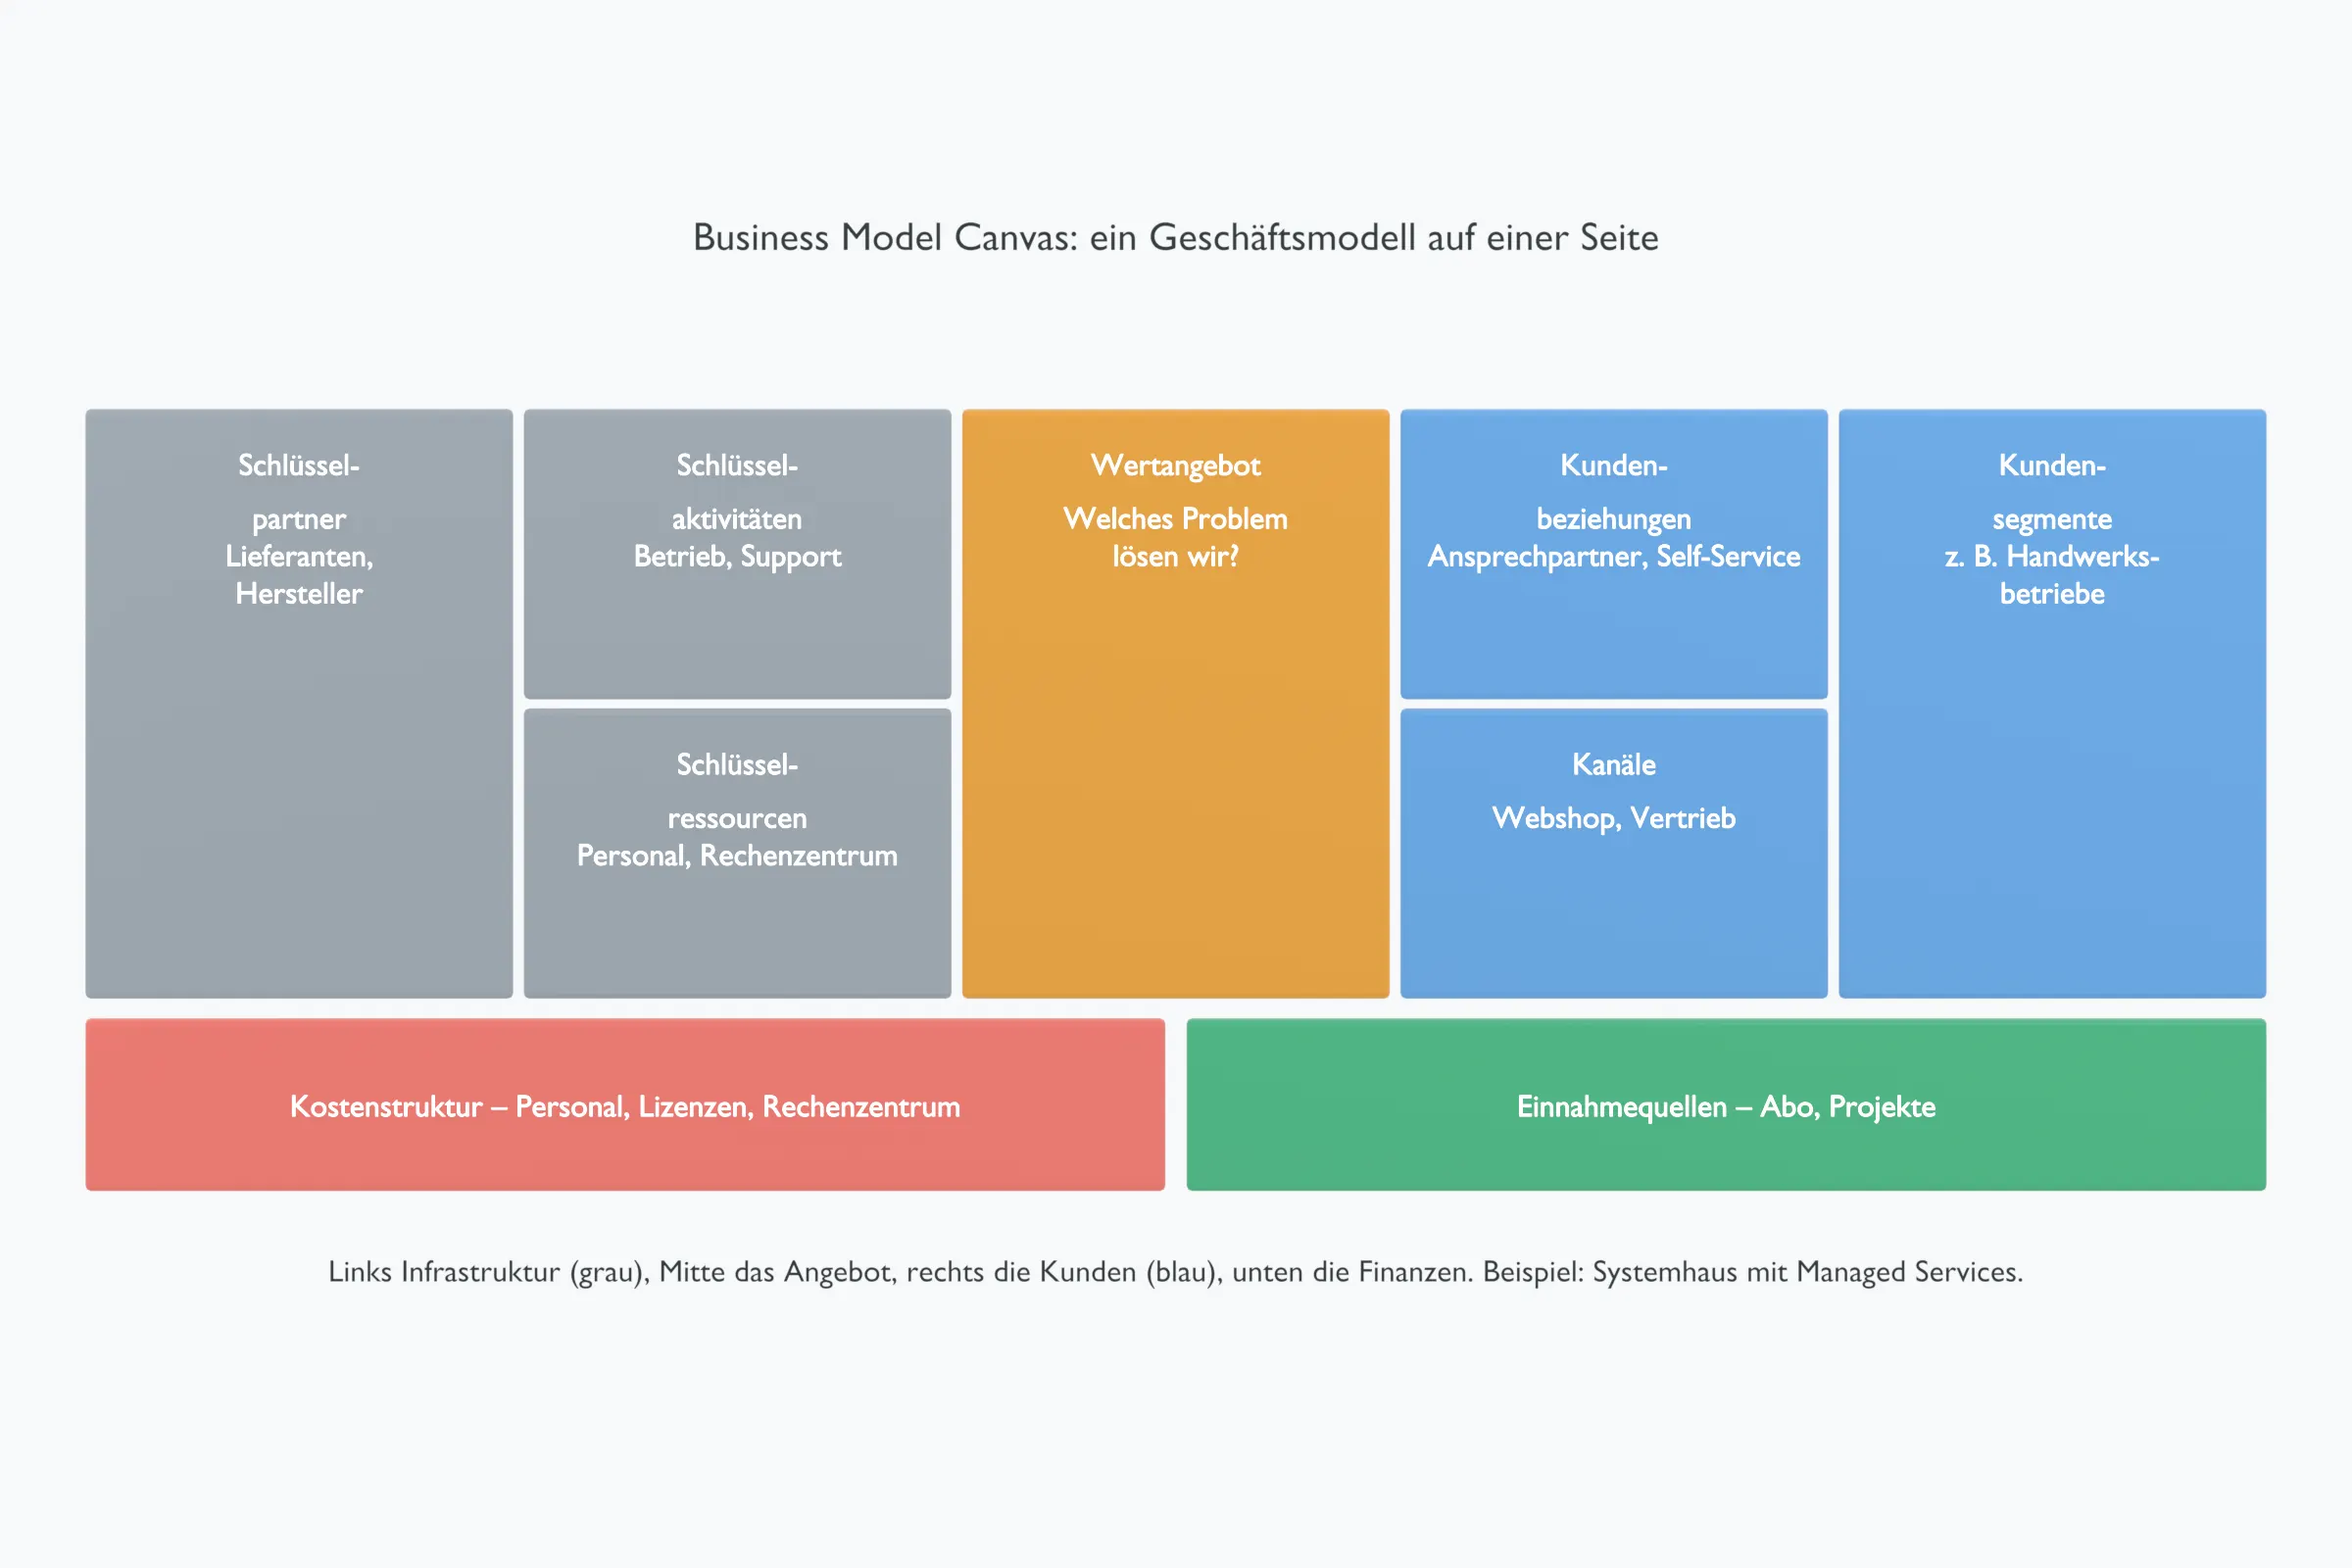 Business Model Canvas: ein Geschäftsmodell auf einer Seite
Schlüssel-
partner
Lieferanten,
Hersteller
Schlüssel-
aktivitäten
Betrieb, Support
Schlüssel-
ressourcen
Personal, Rechenzentrum
Wertangebot
Welches Problem
lösen wir?
Kunden-
beziehungen
Ansprechpartner, Self-Service
Kanäle
Webshop, Vertrieb
Kunden-
segmente
z. B. Handwerks-
betriebe
Kostenstruktur – Personal, Lizenzen, Rechenzentrum
Einnahmequellen – Abo, Projekte
Links Infrastruktur (grau), Mitte das Angebot, rechts die Kunden (blau), unten die Finanzen. Beispiel: Systemhaus mit Managed Services.